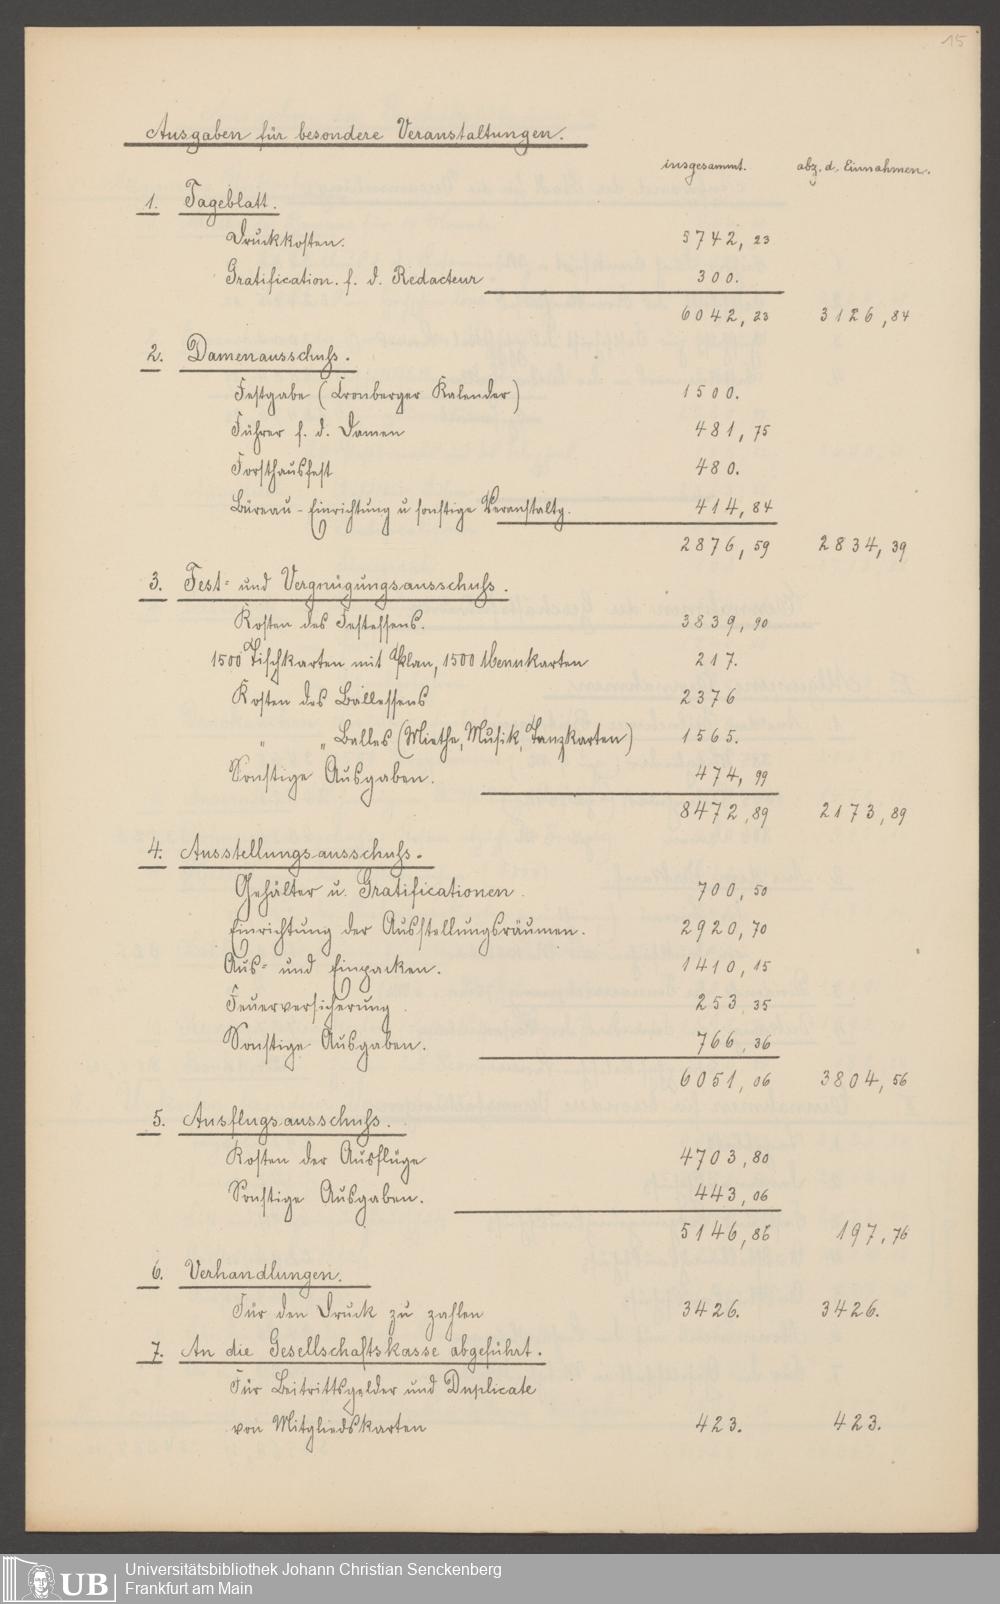 15
Ausgaben für besondere Veranstaltungen.
insgesammt. abz. d. Einnahmen.
1. Tageblatt.
Druckkosten. 5742,23
Gratification. f. d. Redacteur 300.
6042,23 3126,84
2. Damenausschuss.
Festgabe (Cronberger Kalender) 1500.
Führer f. d. Damen 481,75
Forsthausfest 480.
Büreau-Einrichtung u sonstige Veranstaltg. 414,84
2876,59 2834,39
3. Fest- und Vergnügungsausschuss.
Kosten des Festessens. 3839,90
1500 Tischkarten mit Plan, 1500 Menukarten 217.
Kosten des Ballessens 2376
" " Balles (Miethe, Musik, Tanzkarten) 1565.
Sonstige Ausgaben. 474,99
8472,89 2173,89
4. Ausstellungsausschuss.
Gehälter u. Gratificationen. 700,50
Einrichtung der Ausstellungsräumen. 2920,70
Aus- und Einpacken. 1410,15
Feuerversicherung. 253,35
Sonstige Ausgaben. 766,36
6051,06 3804,56
5. Ausflugsausschuss.
Kosten der Ausflüge 4703,80
Sonstige Ausgaben. 443,06
5146,86 197,76
6. Verhandlungen.
Für den Druck zu zahlen 3426. 3426.
7. An die Gesellschaftskasse abgeführt.
Für Beitrittsgelder und Duplicate
von Mitgliedskarten 423. 423.
UB
Universitätsbibliothek Johann Christian Senckenberg
Frankfurt am Main